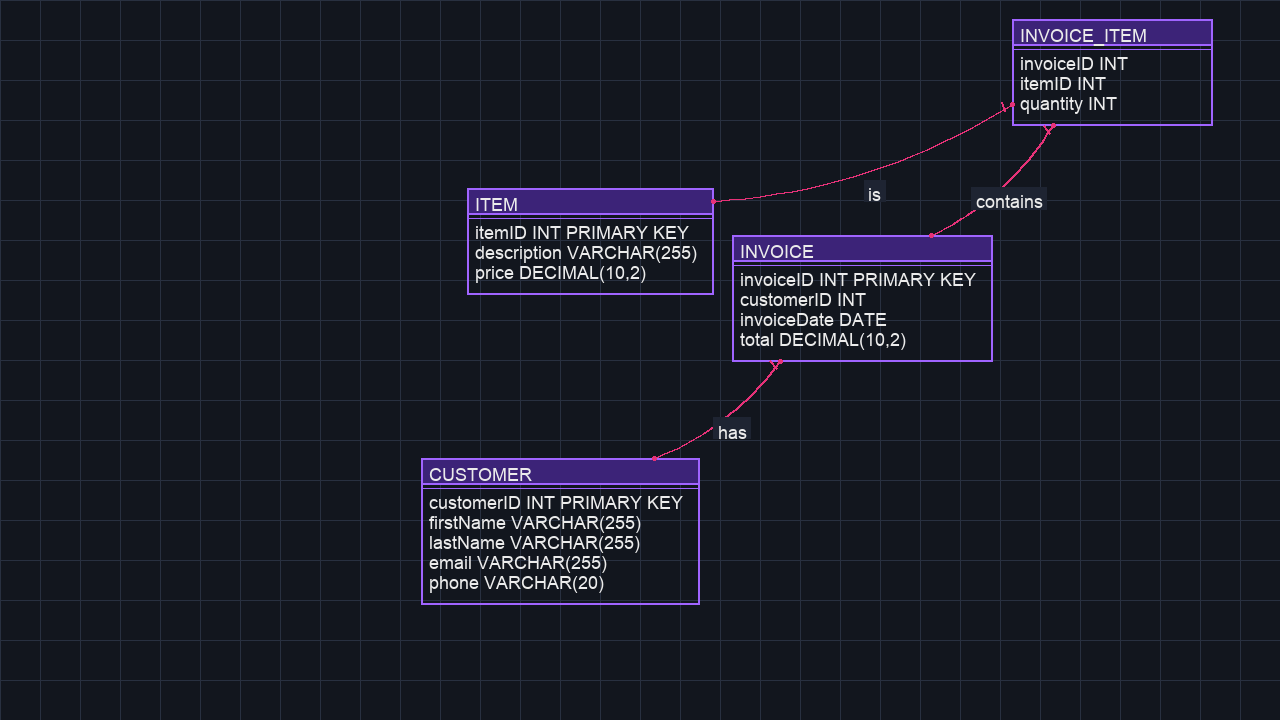 INVOICE_ITEM
invoiceID INT
itemID INT
quantity INT
is
contains
ITEM
itemID INT PRIMARY KEY
description VARCHAR(255)
price DECIMAL(10,2)
INVOICE
invoiceID INT PRIMARY KEY
customerID INT
invoiceDate DATE
total DECIMAL(10,2)
has
CUSTOMER
customerID INT PRIMARY KEY
firstName VARCHAR(255)
lastName VARCHAR(255)
email VARCHAR(255)
phone VARCHAR(20)